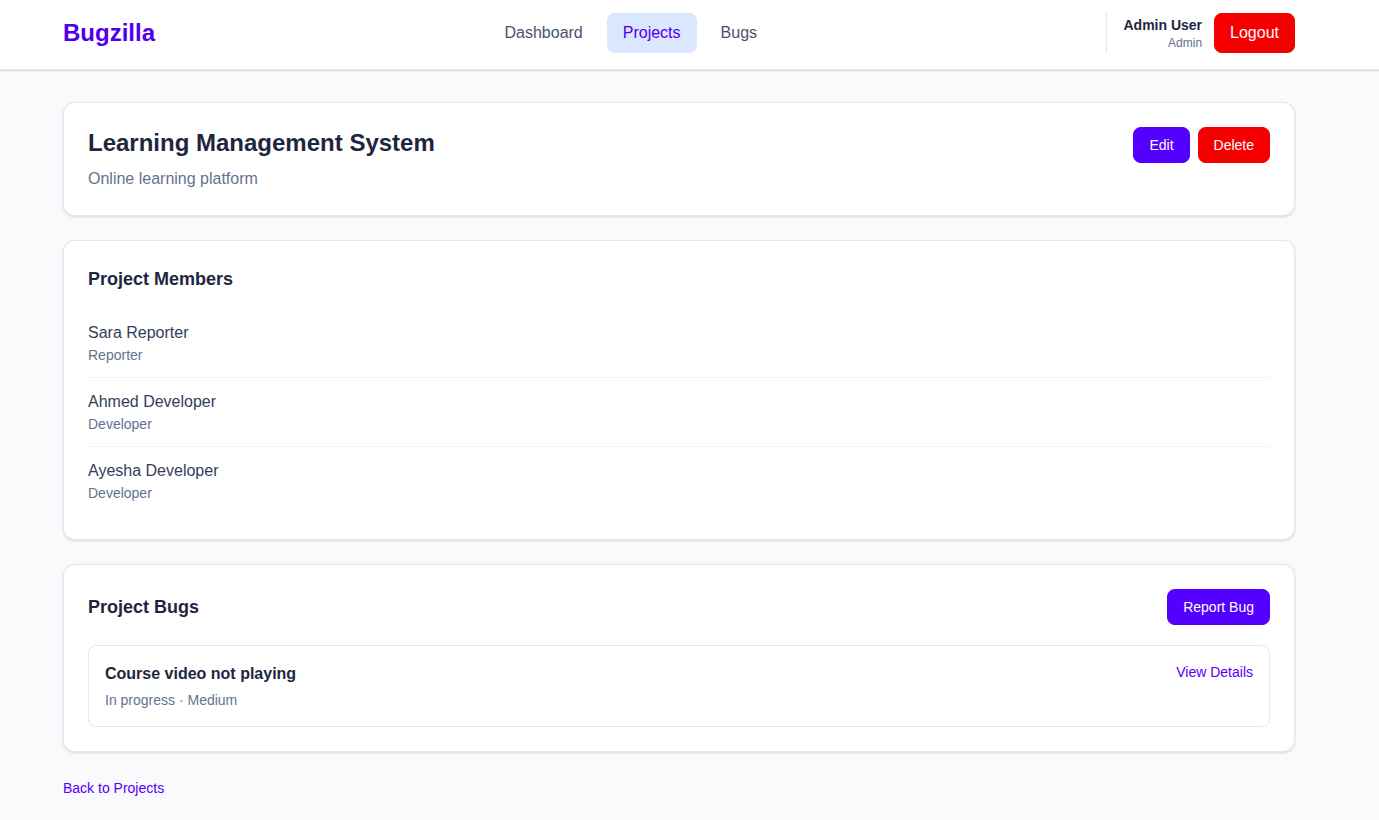 Bugzilla
Dashboard
Projects
Bugs
Admin User
Admin
Logout
Learning Management System
Online learning platform
Edit
Delete
Project Members
Sara Reporter
Reporter
Ahmed Developer
Developer
Ayesha Developer
Developer
Project Bugs
Report Bug
Course video not playing
In progress · Medium
View Details
Back to Projects